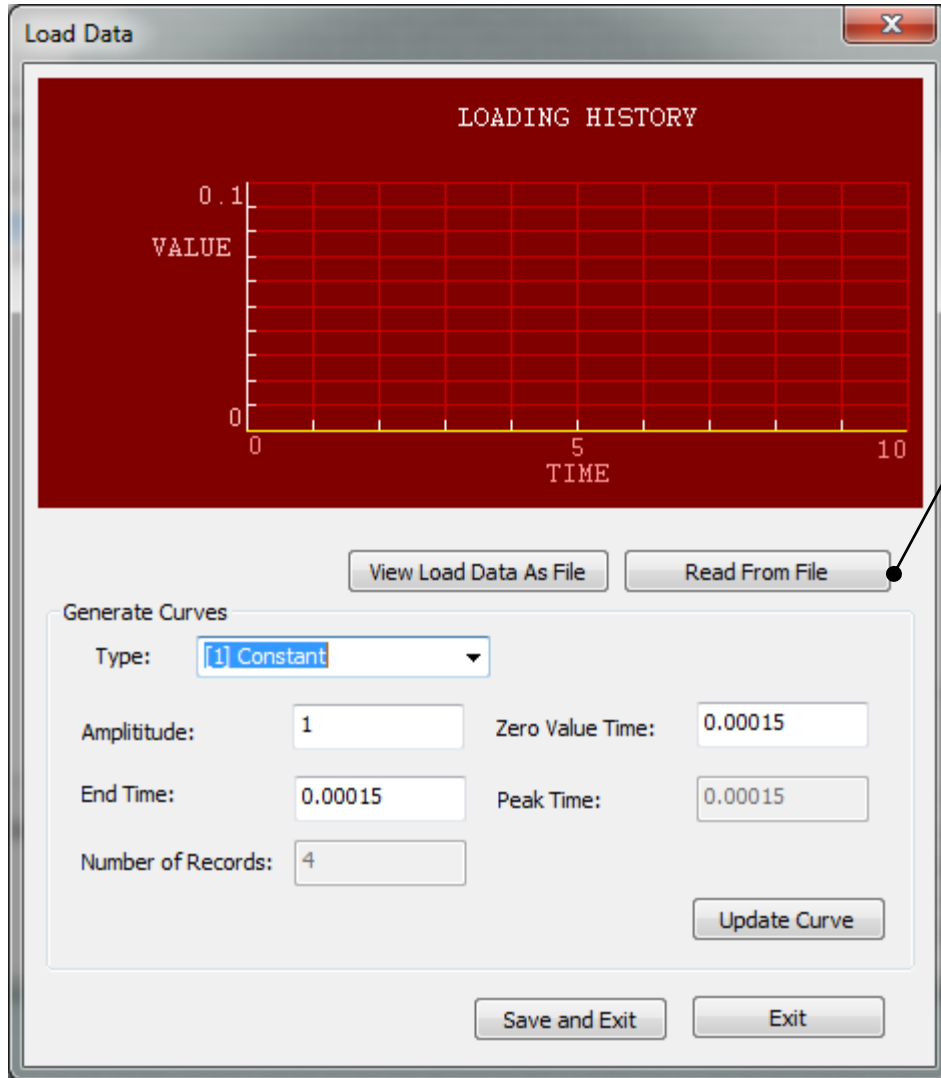 Load Data
LOADING HISTORY
0.1
VALUE
0
0 5 10
TIME
View Load Data As File Read From File
Generate Curves
Type: [1] Constant
Amplititude: 1 Zero Value Time: 0.00015
End Time: 0.00015 Peak Time: 0.00015
Number of Records: 4
Update Curve
Save and Exit Exit